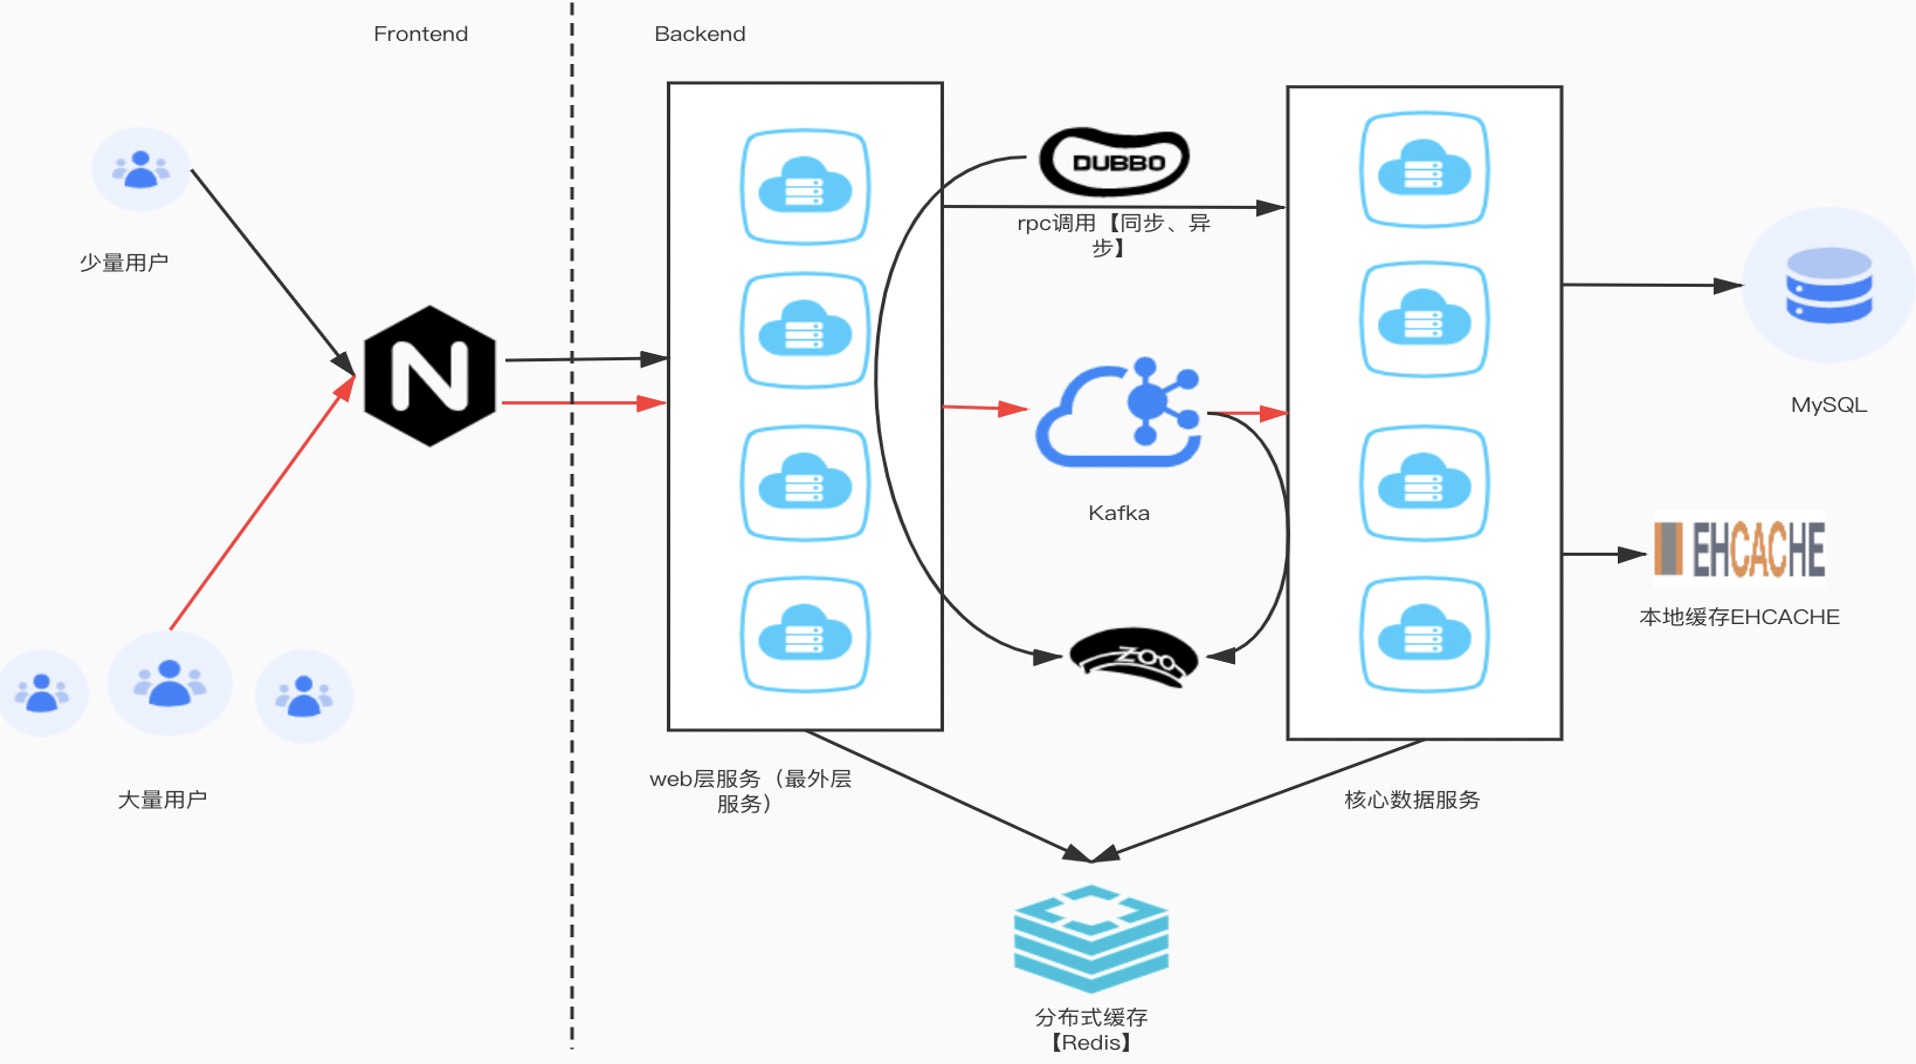 Frontend
Backend
少量用户
N
DUBBO
rpc调用【同步、异
步】
MySQL
Kafka
EHCACHE
本地缓存EHCACHE
ZOO
大量用户
web层服务（最外层
服务）
核心数据服务
分布式缓存
【Redis】